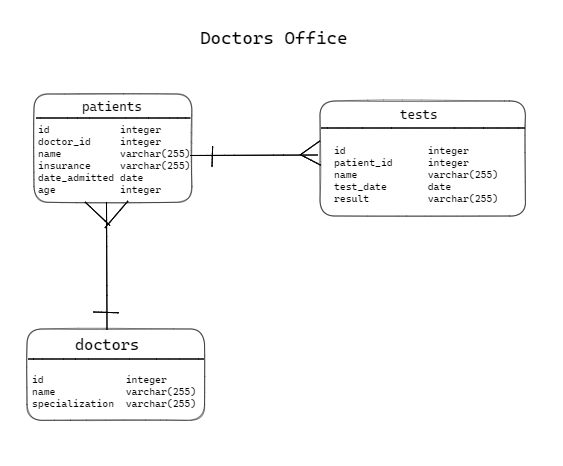 Doctors Office
patients
id integer
doctor_id integer
name varchar(255)
insurance varchar(255)
date_admitted date
age integer
tests
id integer
patient_id integer
name varchar(255)
test_date date
result varchar(255)
doctors
id integer
name varchar(255)
specialization varchar(255)